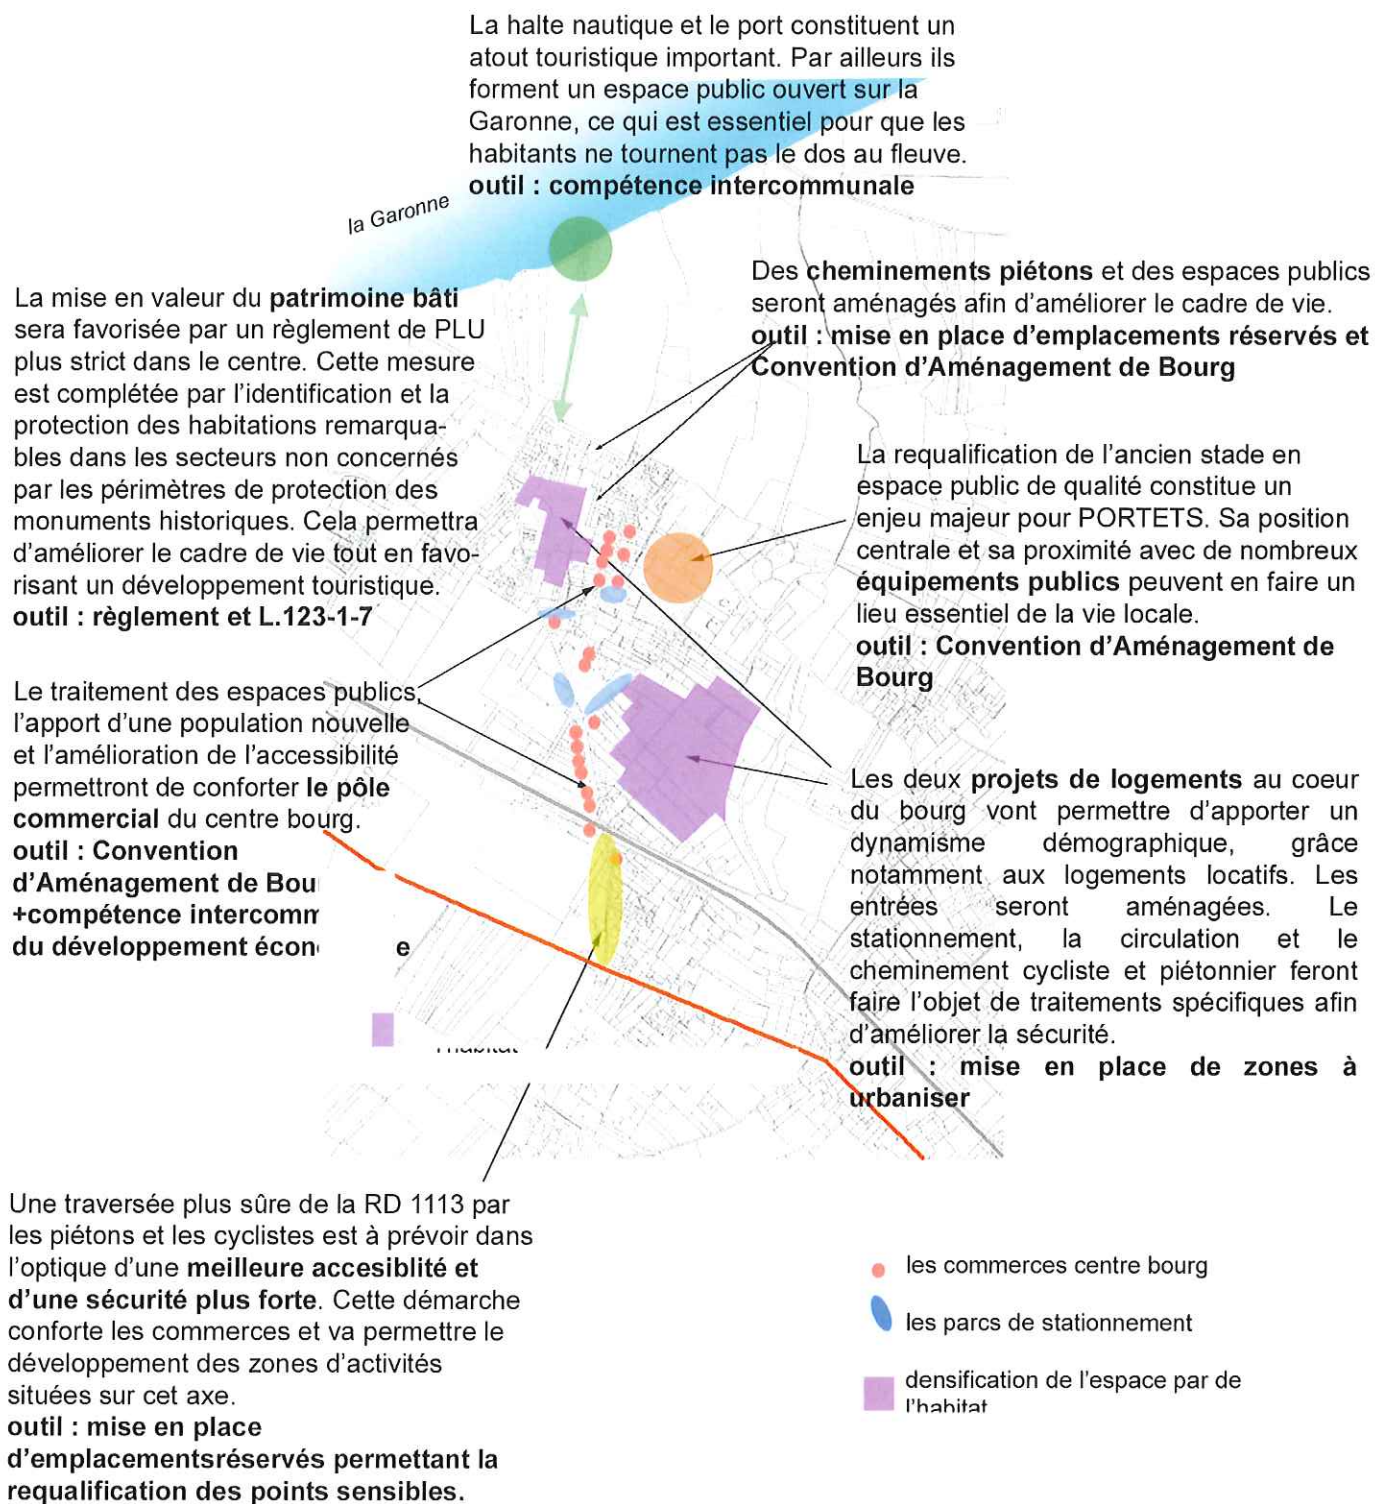 La halte nautique et le port constituent un
atout touristique important. Par ailleurs ils
forment un espace public ouvert sur la
Garonne, ce qui est essentiel pour que les
habitants ne tournent pas le dos au fleuve.
outil : compétence intercommunale
la Garonne
La mise en valeur du patrimoine bâti
sera favorisée par un règlement de PLU
plus strict dans le centre. Cette mesure
est complétée par l'identification et la
protection des habitations remarqua-
bles dans les secteurs non concernés
par les périmètres de protection des
monuments historiques. Cela permettra
d'améliorer le cadre de vie tout en favo-
risant un développement touristique.
outil : règlement et L.123-1-7
Des cheminements piétons et des espaces publics
seront aménagés afin d'améliorer le cadre de vie.
outil : mise en place d'emplacements réservés et
Convention d'Aménagement de Bourg
La requalification de l'ancien stade en
espace public de qualité constitue un
enjeu majeur pour PORTETS. Sa position
centrale et sa proximité avec de nombreux
équipements publics peuvent en faire un
lieu essentiel de la vie locale.
outil : Convention d'Aménagement de
Bourg
Le traitement des espaces publics,
l'apport d'une population nouvelle
et l'amélioration de l'accessibilité
permettront de conforter le pôle
commercial du centre bourg.
outil : Convention
d'Aménagement de Bou
+compétence intercomm
du développement écon e
Les deux projets de logements au coeur
du bourg vont permettre d'apporter un
dynamisme démographique, grâce
notamment aux logements locatifs. Les
entrées seront aménagées. Le
stationnement, la circulation et le
cheminement cycliste et piétonnier feront
faire l'objet de traitements spécifiques afin
d'améliorer la sécurité.
outil : mise en place de zones à
urbaniser
l'habitat
Une traversée plus sûre de la RD 1113 par
les piétons et les cyclistes est à prévoir dans
l'optique d'une meilleure accesiblité et
d'une sécurité plus forte. Cette démarche
conforte les commerces et va permettre le
développement des zones d'activités
situées sur cet axe.
outil : mise en place
d'emplacementsréservés permettant la
requalification des points sensibles.
les commerces centre bourg
les parcs de stationnement
densification de l'espace par de
l'habitat